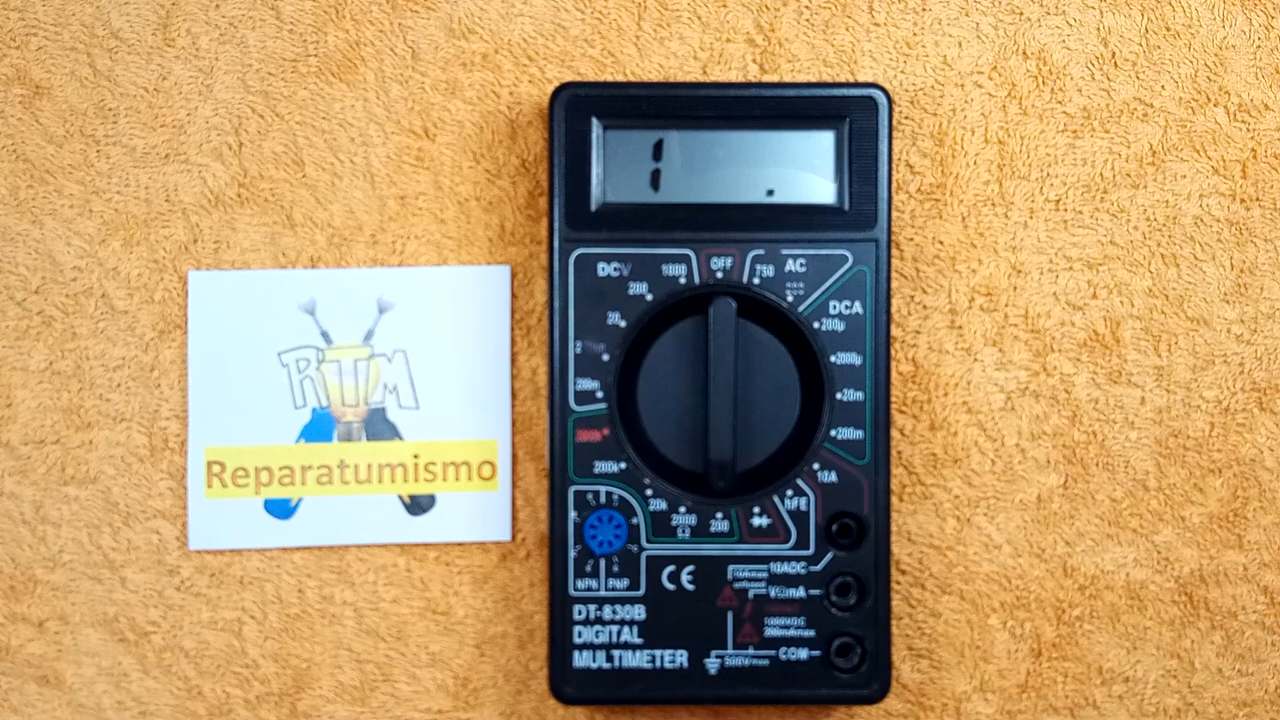 RTM
Reparatumismo
1 .
DCV
1000
OFF
750
AC
200
20
2
200m
DCA
200µ
2000µ
20m
200m
10A
200k
20k
2000
Ω
200
hFE
NPN
PNP
CE
10ADC
VΩmA
COM
DT-830B
DIGITAL
MULTIMETER